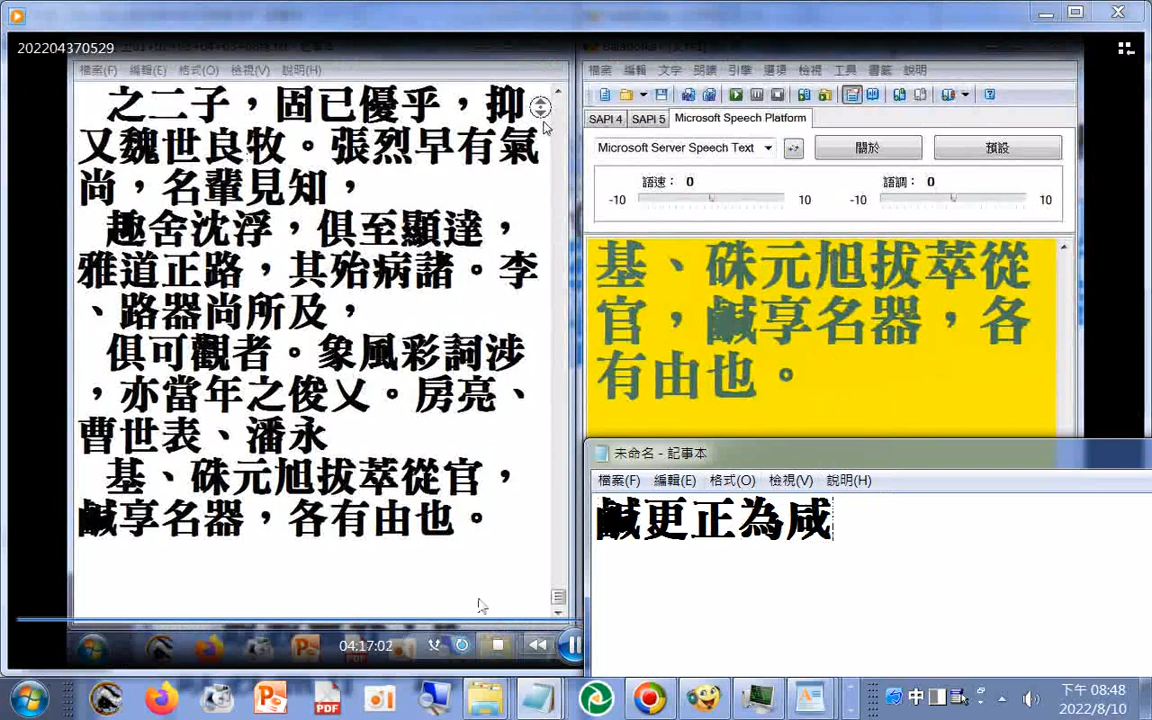 202204370529
檔案(F) 編輯(E) 格式(O) 檢視(V) 說明(H)
之二子，固已優乎，抑
又魏世良牧。張烈早有氣
尚，名輩見知，
趣舍沈浮，俱至顯達，
雅道正路，其殆病諸。李
、路器尚所及，
俱可觀者。象風彩詞涉
，亦當年之俊乂。房亮、
曹世表、潘永
基、硃元旭拔萃從官，
鹹享名器，各有由也。
04:17:02
檔案 編輯 文字 閱讀 引擎 選項 檢視 工具 書籤 說明
SAPI 4 SAPI 5 Microsoft Speech Platform
Microsoft Server Speech Text 關於 預設
語速： 0 語調： 0
-10 10 -10 10
基、硃元旭拔萃從
官，鹹享名器，各
有由也。
未命名 - 記事本
檔案(F) 編輯(E) 格式(O) 檢視(V) 說明(H)
鹹更正為咸
PDF
中
下午 08:48
2022/8/10